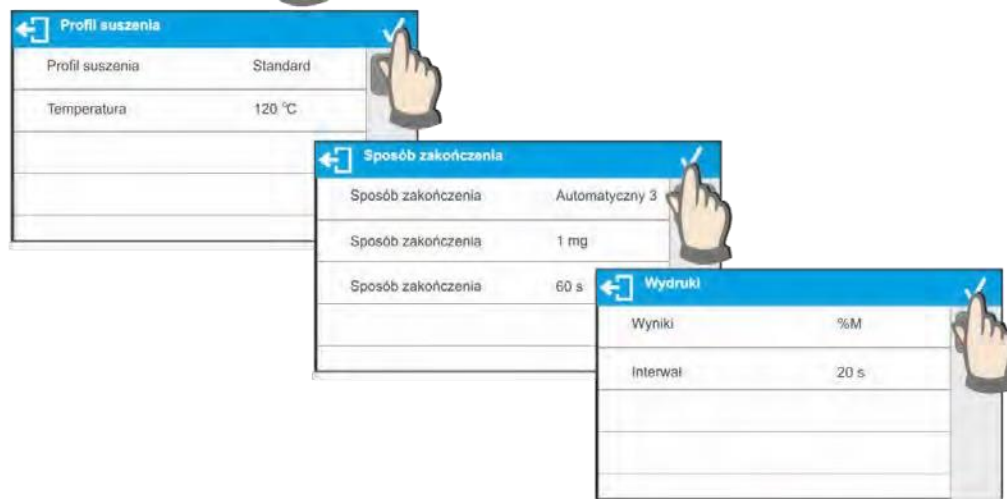 Profil suszenia
Profil suszenia Standard
Temperatura 120 °C
Sposób zakończenia
Sposób zakończenia Automatyczny 3
Sposób zakończenia 1 mg
Sposób zakończenia 60 s
Wydruki
Wyniki %M
Interwał 20 s